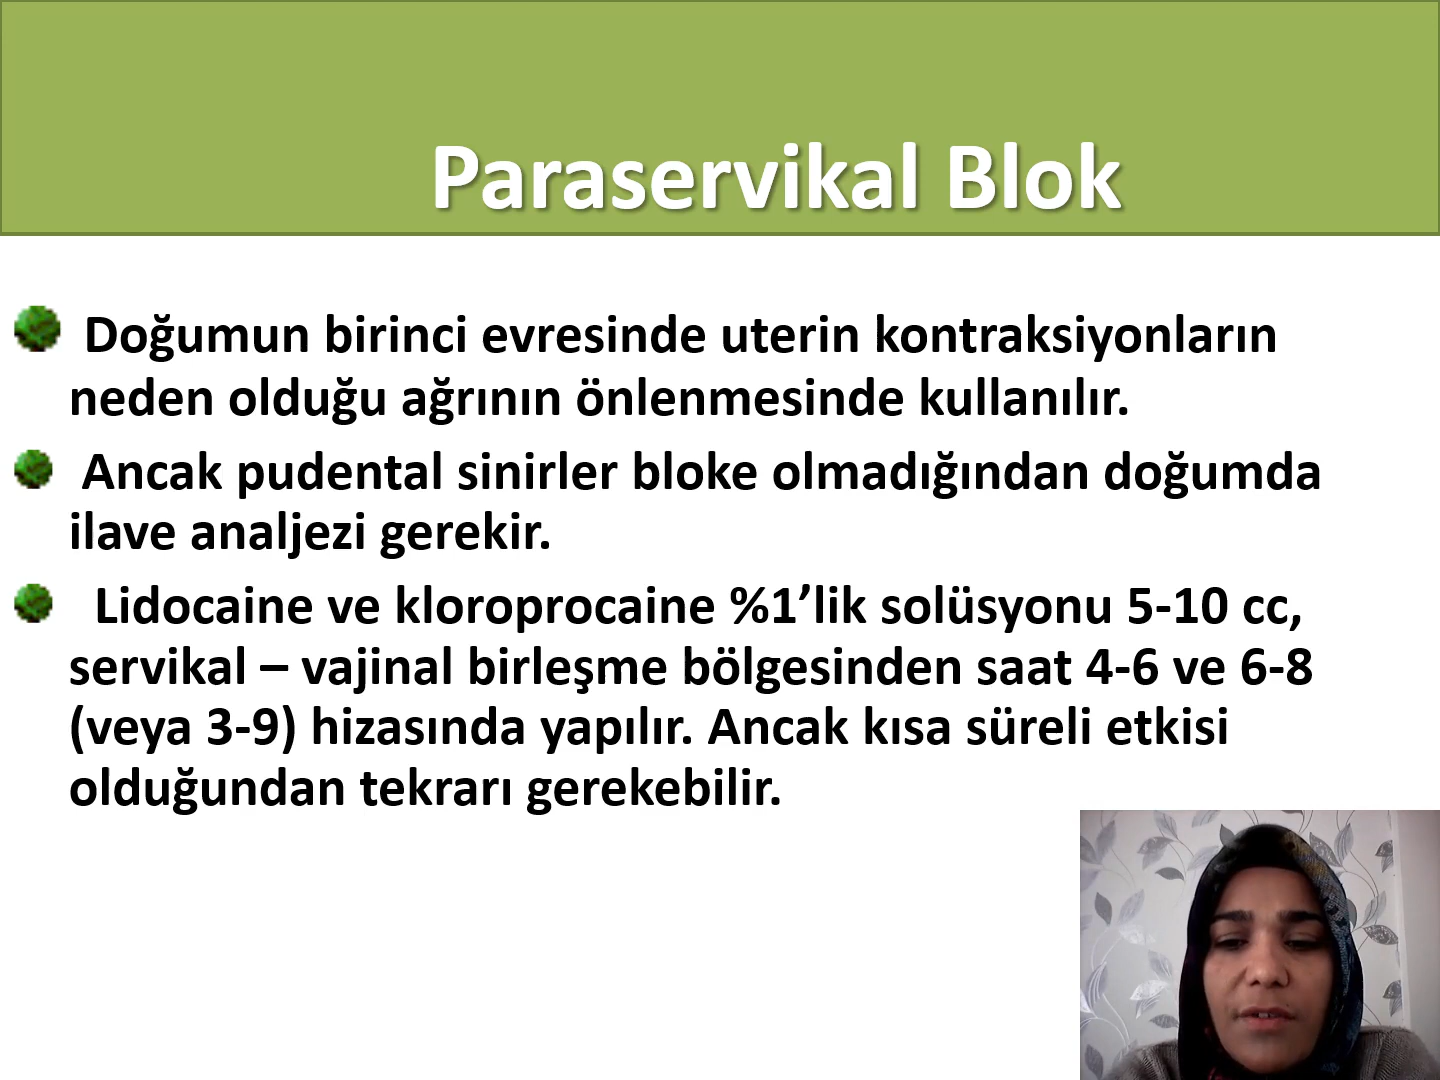 Paraservikal Blok
Doğumun birinci evresinde uterin kontraksiyonların
neden olduğu ağrının önlenmesinde kullanılır.
Ancak pudental sinirler bloke olmadığından doğumda
ilave analjezi gerekir.
Lidocaine ve kloroprocaine %1’lik solüsyonu 5-10 cc,
servikal – vajinal birleşme bölgesinden saat 4-6 ve 6-8
(veya 3-9) hizasında yapılır. Ancak kısa süreli etkisi
olduğundan tekrarı gerekebilir.